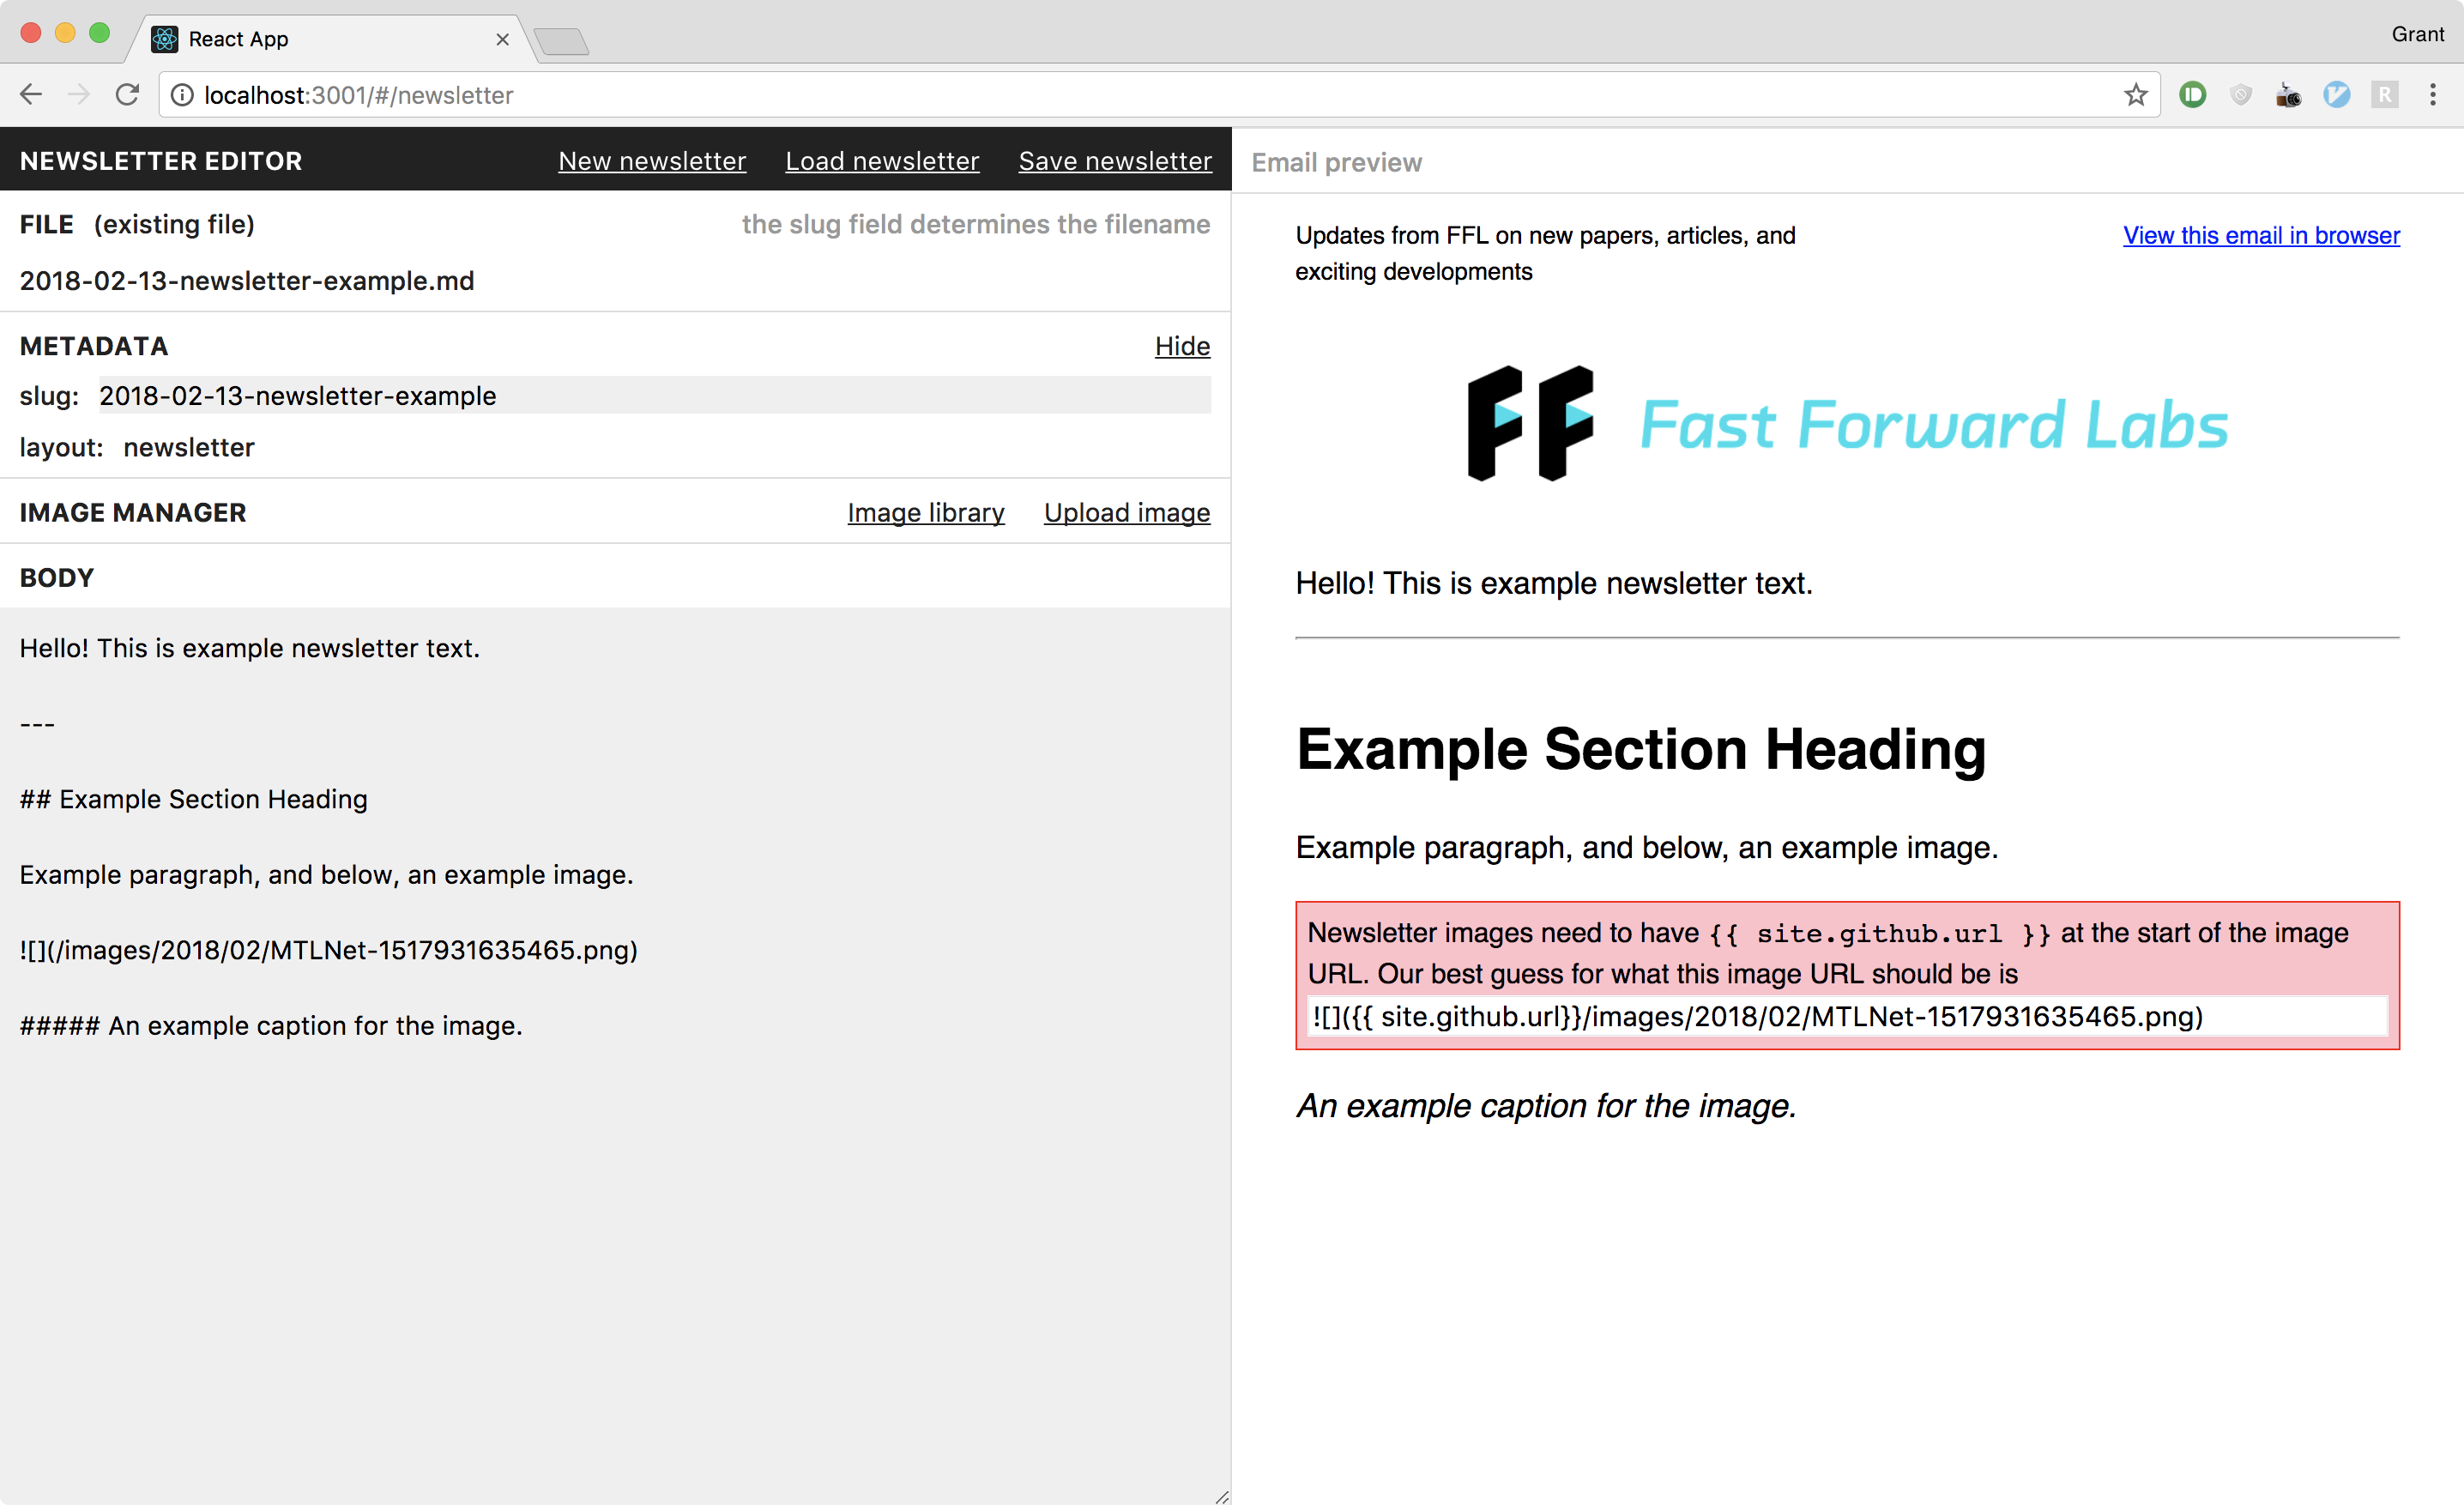 React App
Grant
localhost:3001/#/newsletter
NEWSLETTER EDITOR New newsletter Load newsletter Save newsletter
FILE (existing file) the slug field determines the filename
2018-02-13-newsletter-example.md
METADATA Hide
slug: 2018-02-13-newsletter-example
layout: newsletter
IMAGE MANAGER Image library Upload image
BODY
Hello! This is example newsletter text.
---
## Example Section Heading
Example paragraph, and below, an example image.
![](/images/2018/02/MTLNet-1517931635465.png)
##### An example caption for the image.
Email preview
Updates from FFL on new papers, articles, and
exciting developments
View this email in browser
FF Fast Forward Labs
Hello! This is example newsletter text.
Example Section Heading
Example paragraph, and below, an example image.
Newsletter images need to have {{ site.github.url }} at the start of the image
URL. Our best guess for what this image URL should be is
![]({{ site.github.url}}/images/2018/02/MTLNet-1517931635465.png)
An example caption for the image.